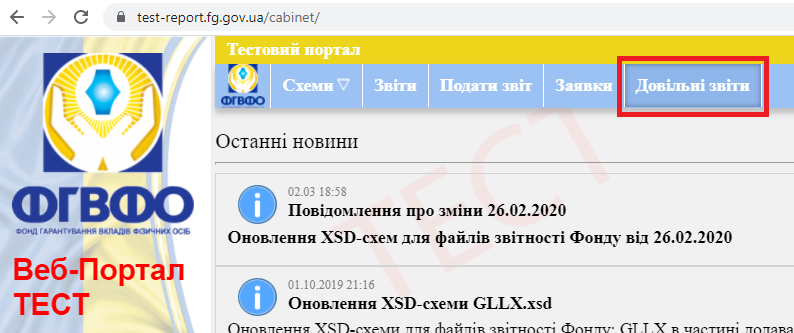 test-report.fg.gov.ua/cabinet/
Тестовий портал
ФГВФО
Схеми ▽
Звіти
Подати звіт
Заявки
Довільні звіти
ФГВФО
ФОНД ГАРАНТУВАННЯ ВКЛАДІВ ФІЗИЧНИХ ОСІБ
Веб-Портал
ТЕСТ
Останні новини
ТЕСТ
02.03 18:58
Повідомлення про зміни 26.02.2020
Оновлення XSD-схем для файлів звітності Фонду від 26.02.2020
01.10.2019 21:16
Оновлення XSD-схеми GLLX.xsd
Оновлення XSD-схеми для файлів звітності Фонду: GLLX в частині додава